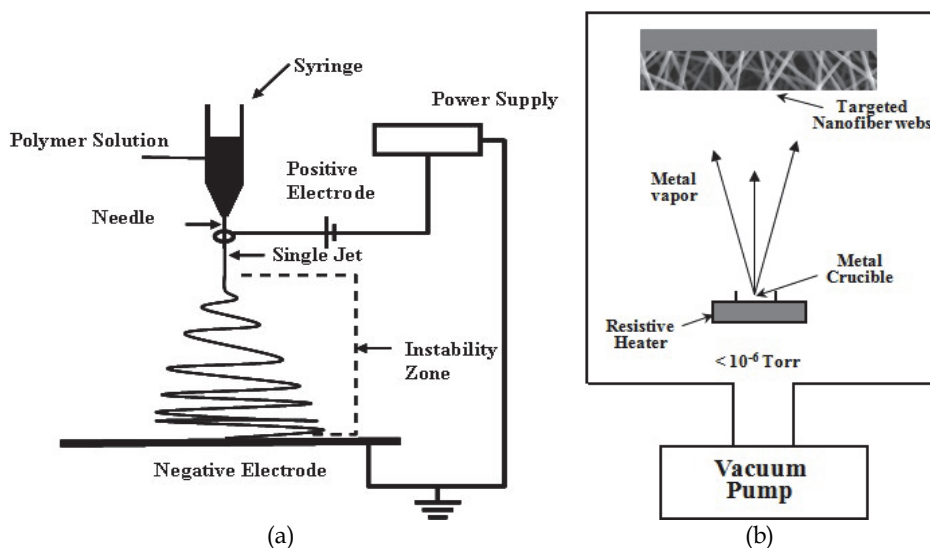 Syringe
Power Supply
Polymer Solution
Positive
Electrode
Needle
Single Jet
Instability
Zone
Negative Electrode
(a)
Targeted
Nanofiber webs
Metal
vapor
Metal
Crucible
Resistive
Heater
< 10-6 Torr
Vacuum
Pump
(b)